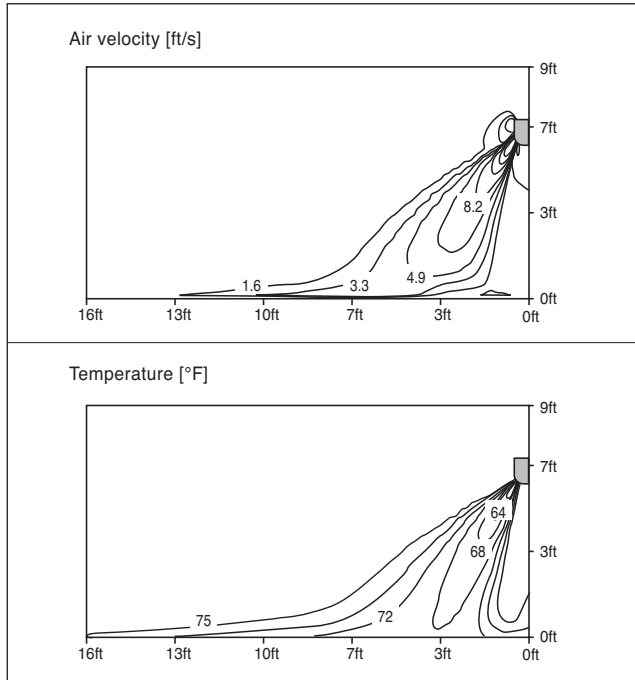 Air velocity [ft/s]
9ft
7ft
8.2
3ft
4.9
1.6
3.3
0ft
16ft 13ft 10ft 7ft 3ft 0ft
Temperature [°F]
9ft
7ft
64
3ft
68
75
72
0ft
16ft 13ft 10ft 7ft 3ft 0ft